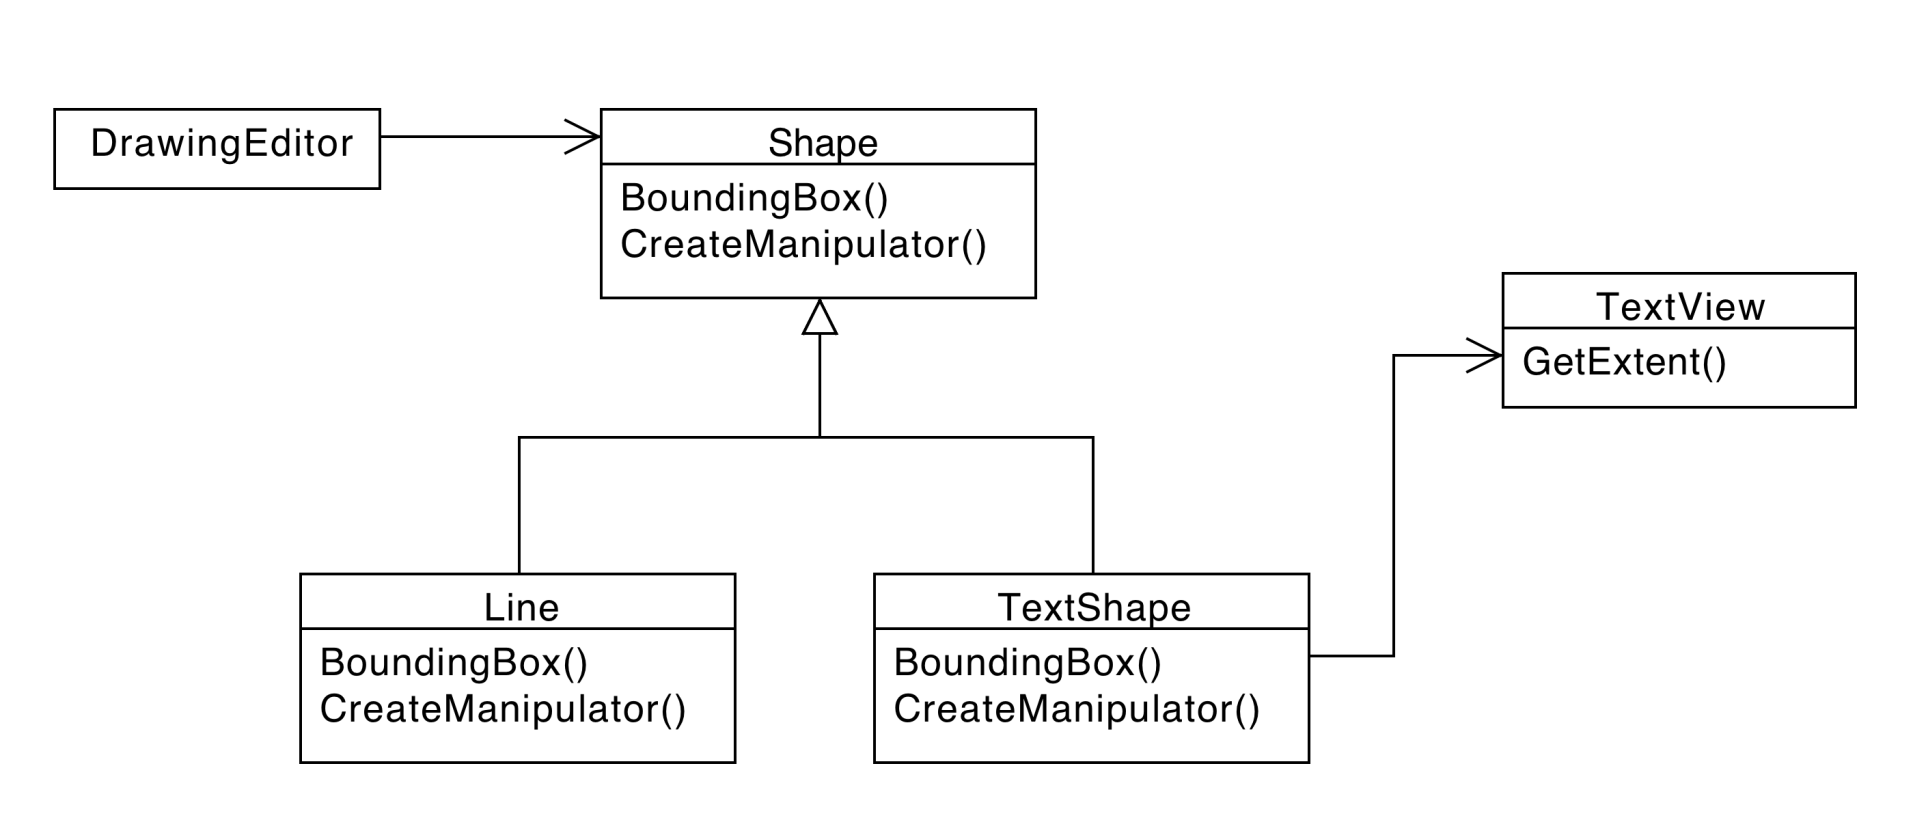 DrawingEditor
Shape
BoundingBox()
CreateManipulator()
TextView
GetExtent()
Line
BoundingBox()
CreateManipulator()
TextShape
BoundingBox()
CreateManipulator()